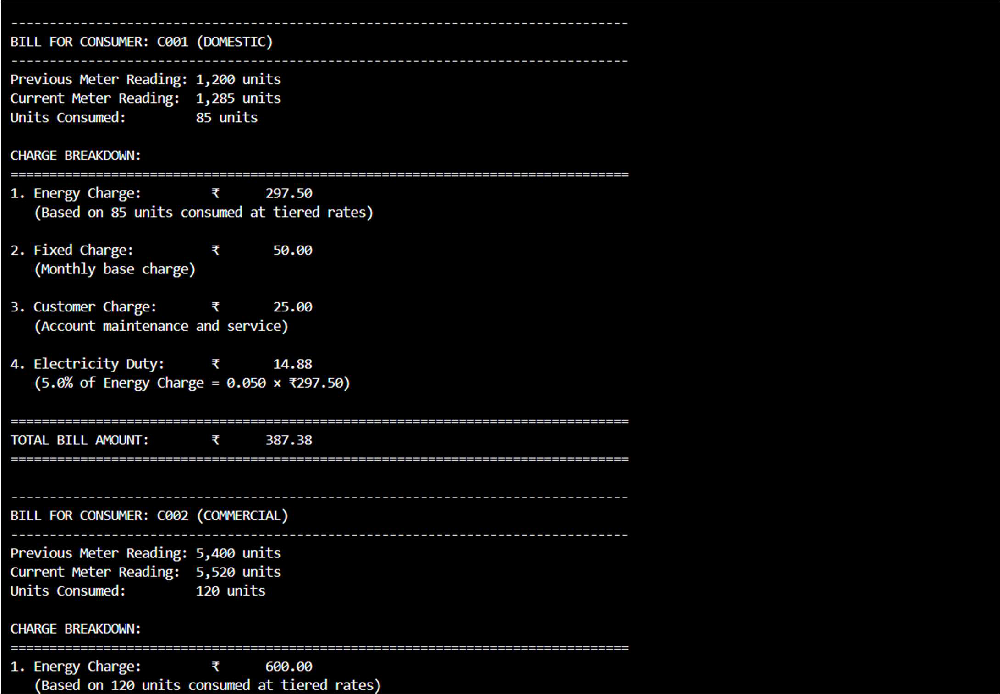 --------------------------------------------------------------------------------
BILL FOR CONSUMER: C001 (DOMESTIC)
--------------------------------------------------------------------------------
Previous Meter Reading: 1,200 units
Current Meter Reading:  1,285 units
Units Consumed:         85 units

CHARGE BREAKDOWN:
================================================================================
1. Energy Charge:         ₹      297.50
   (Based on 85 units consumed at tiered rates)

2. Fixed Charge:          ₹       50.00
   (Monthly base charge)

3. Customer Charge:       ₹       25.00
   (Account maintenance and service)

4. Electricity Duty:      ₹       14.88
   (5.0% of Energy Charge = 0.050 × ₹297.50)

================================================================================
TOTAL BILL AMOUNT:        ₹      387.38
================================================================================

--------------------------------------------------------------------------------
BILL FOR CONSUMER: C002 (COMMERCIAL)
--------------------------------------------------------------------------------
Previous Meter Reading: 5,400 units
Current Meter Reading:  5,520 units
Units Consumed:         120 units

CHARGE BREAKDOWN:
================================================================================
1. Energy Charge:         ₹      600.00
   (Based on 120 units consumed at tiered rates)